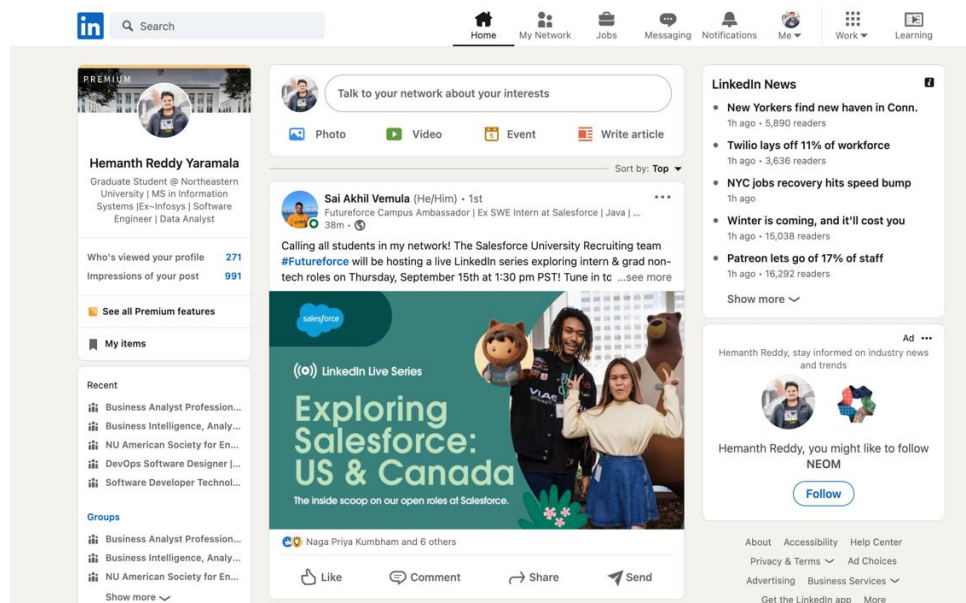 in
Search
Home
My Network
Jobs
Messaging
Notifications
Me
Work
Learning
PREMIUM
Hemanth Reddy Yaramala
Graduate Student @ Northeastern
University | MS in Information
Systems |Ex~Infosys | Software
Engineer | Data Analyst
Who's viewed your profile 271
Impressions of your post 991
See all Premium features
My items
Recent
Business Analyst Profession...
Business Intelligence, Analy...
NU American Society for En...
DevOps Software Designer |...
Software Developer Technol...
Groups
Business Analyst Profession...
Business Intelligence, Analy...
NU American Society for En...
Show more
Talk to your network about your interests
Photo
Video
Event
Write article
Sort by: Top
Sai Akhil Vemula (He/Him) • 1st
Futureforce Campus Ambassador | Ex SWE Intern at Salesforce | Java | ...
38m •
Calling all students in my network! The Salesforce University Recruiting team
#Futureforce will be hosting a live LinkedIn series exploring intern & grad non-
tech roles on Thursday, September 15th at 1:30 pm PST! Tune in to ...see more
salesforce
LinkedIn Live Series
Exploring
Salesforce:
US & Canada
The inside scoop on our open roles at Salesforce.
Naga Priya Kumbham and 6 others
Like
Comment
Share
Send
LinkedIn News
New Yorkers find new haven in Conn.
1h ago • 5,890 readers
Twilio lays off 11% of workforce
1h ago • 3,636 readers
NYC jobs recovery hits speed bump
1h ago
Winter is coming, and it'll cost you
1h ago • 15,038 readers
Patreon lets go of 17% of staff
1h ago • 16,292 readers
Show more
Ad
Hemanth Reddy, stay informed on industry news
and trends
Hemanth Reddy, you might like to follow
NEOM
Follow
About Accessibility Help Center
Privacy & Terms Ad Choices
Advertising Business Services
Get the LinkedIn app More